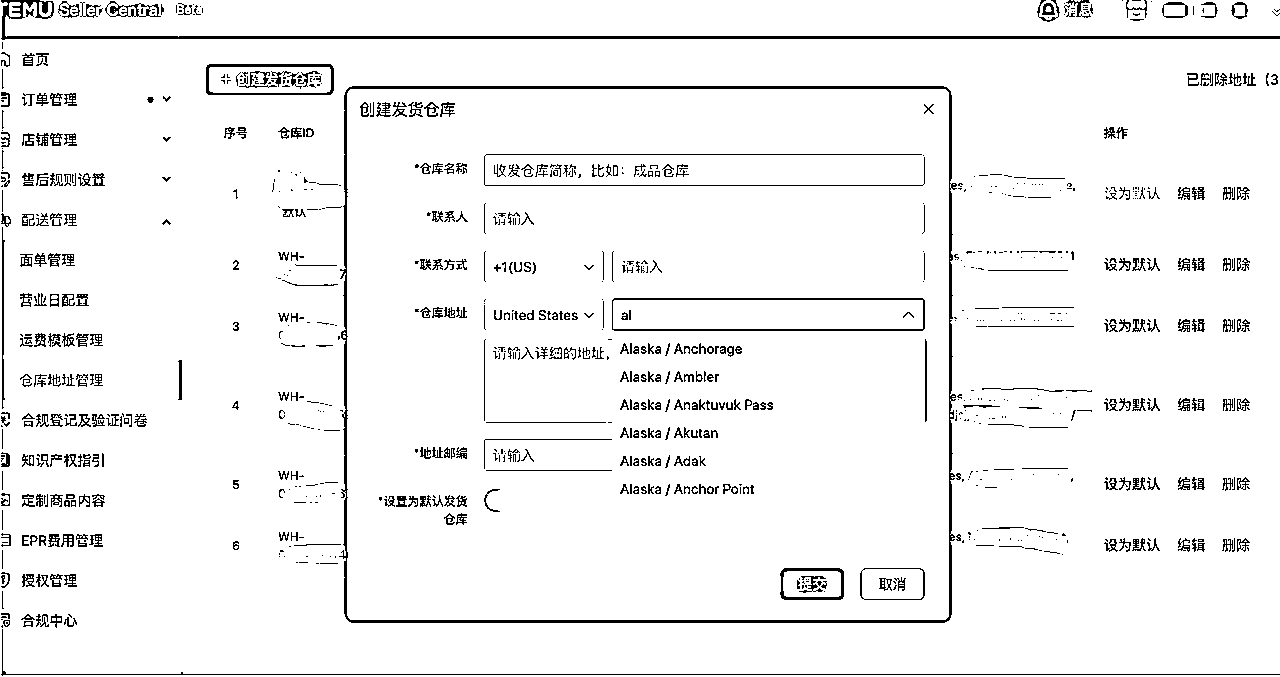 TEMU Seller Central Beta
消息
首页
订单管理
店铺管理
售后规则设置
配送管理
面单管理
营业日配置
运费模板管理
仓库地址管理
合规登记及验证问卷
知识产权指引
定制商品内容
EPR费用管理
授权管理
合规中心
+ 创建发货仓库
已删除地址（3
序号 仓库ID 操作
1 默认 es, 设为默认 编辑 删除
2 WH- 设为默认 编辑 删除
3 WH- 设为默认 编辑 删除
4 WH- es, 设为默认 编辑 删除
5 WH- es, 设为默认 编辑 删除
6 WH- es, 设为默认 编辑 删除
创建发货仓库
*仓库名称 收发仓库简称，比如：成品仓库
*联系人 请输入
*联系方式 +1(US) 请输入
*仓库地址 United States al
请输入详细的地址，
Alaska / Anchorage
Alaska / Ambler
Alaska / Anaktuvuk Pass
Alaska / Akutan
Alaska / Adak
Alaska / Anchor Point
*地址邮编 请输入
*设置为默认发货
仓库
提交 取消